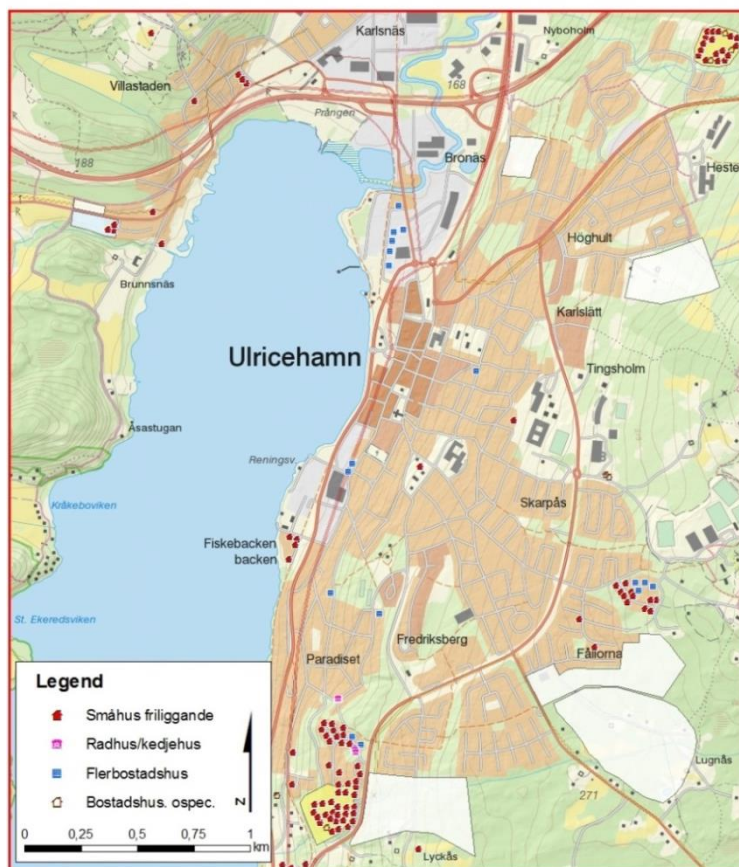 Karlsnäs
Nyboholm
Villastaden
168
Prången
188
Bronäs
Heste
Höghult
Brunnsnäs
Karlslätt
Ulricehamn
Tingsholm
Åsastugan
Reningsv.
Kråkeboviken
Skarpås
Fiskebacken
backen
St. Ekeredsviken
Fredriksberg
Paradiset
Fållorna
Legend
Småhus friliggande
Radhus/kedjehus
Flerbostadshus
Bostadshus. ospec.
N
0 0,25 0,5 0,75 1
km
Lugnås
271
Lyckås